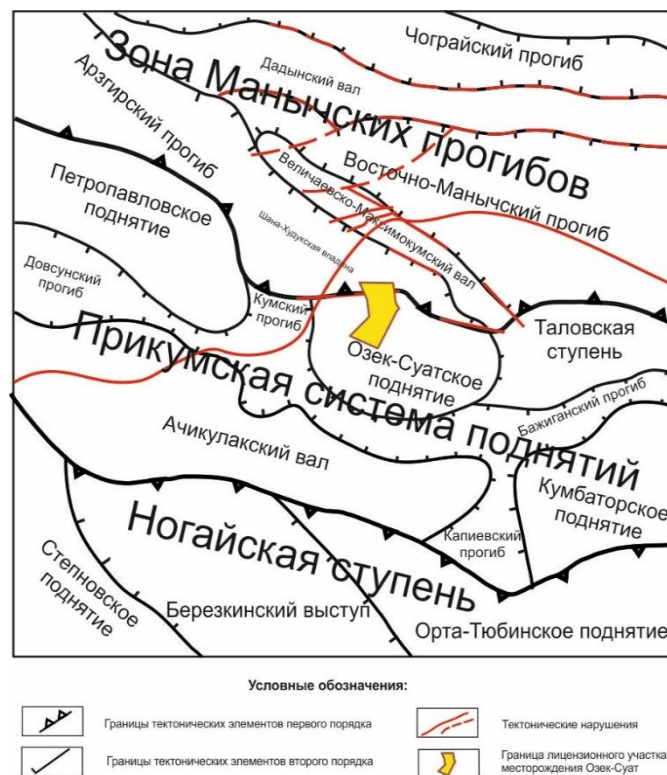 Чограйский прогиб
Зона Манычских прогибов
Дадынский вал
Арзгирский прогиб
Величаевско-Максимокумский вал
Восточно-Манычский прогиб
Петропавловское
поднятие
Шана-Худукская впадина
Довсунский
прогиб
Кумский
прогиб
Таловская
ступень
Озек-Суатское
поднятие
Прикумская система поднятий
Бажиганский прогиб
Ачикулакский вал
Кумбаторское
поднятие
Капиевский
прогиб
Ногайская ступень
Степновское
поднятие
Березкинский выступ
Орта-Тюбинское поднятие
Условные обозначения:
Границы тектонических элементов первого порядка
Тектонические нарушения
Границы тектонических элементов второго порядка
Граница лицензионного участка
месторождения Озек-Суат